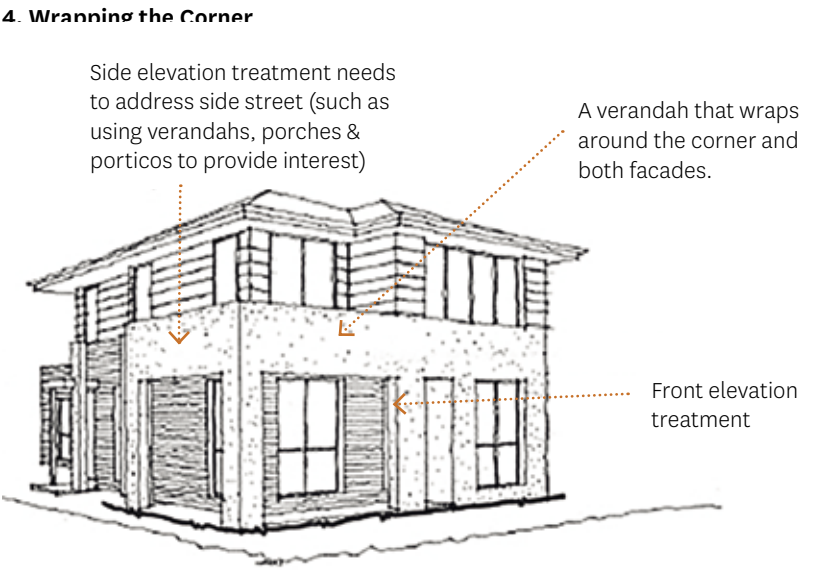 4. Wrapping the Corner
Side elevation treatment needs
to address side street (such as
using verandahs, porches &
porticos to provide interest)
A verandah that wraps
around the corner and
both facades.
Front elevation
treatment